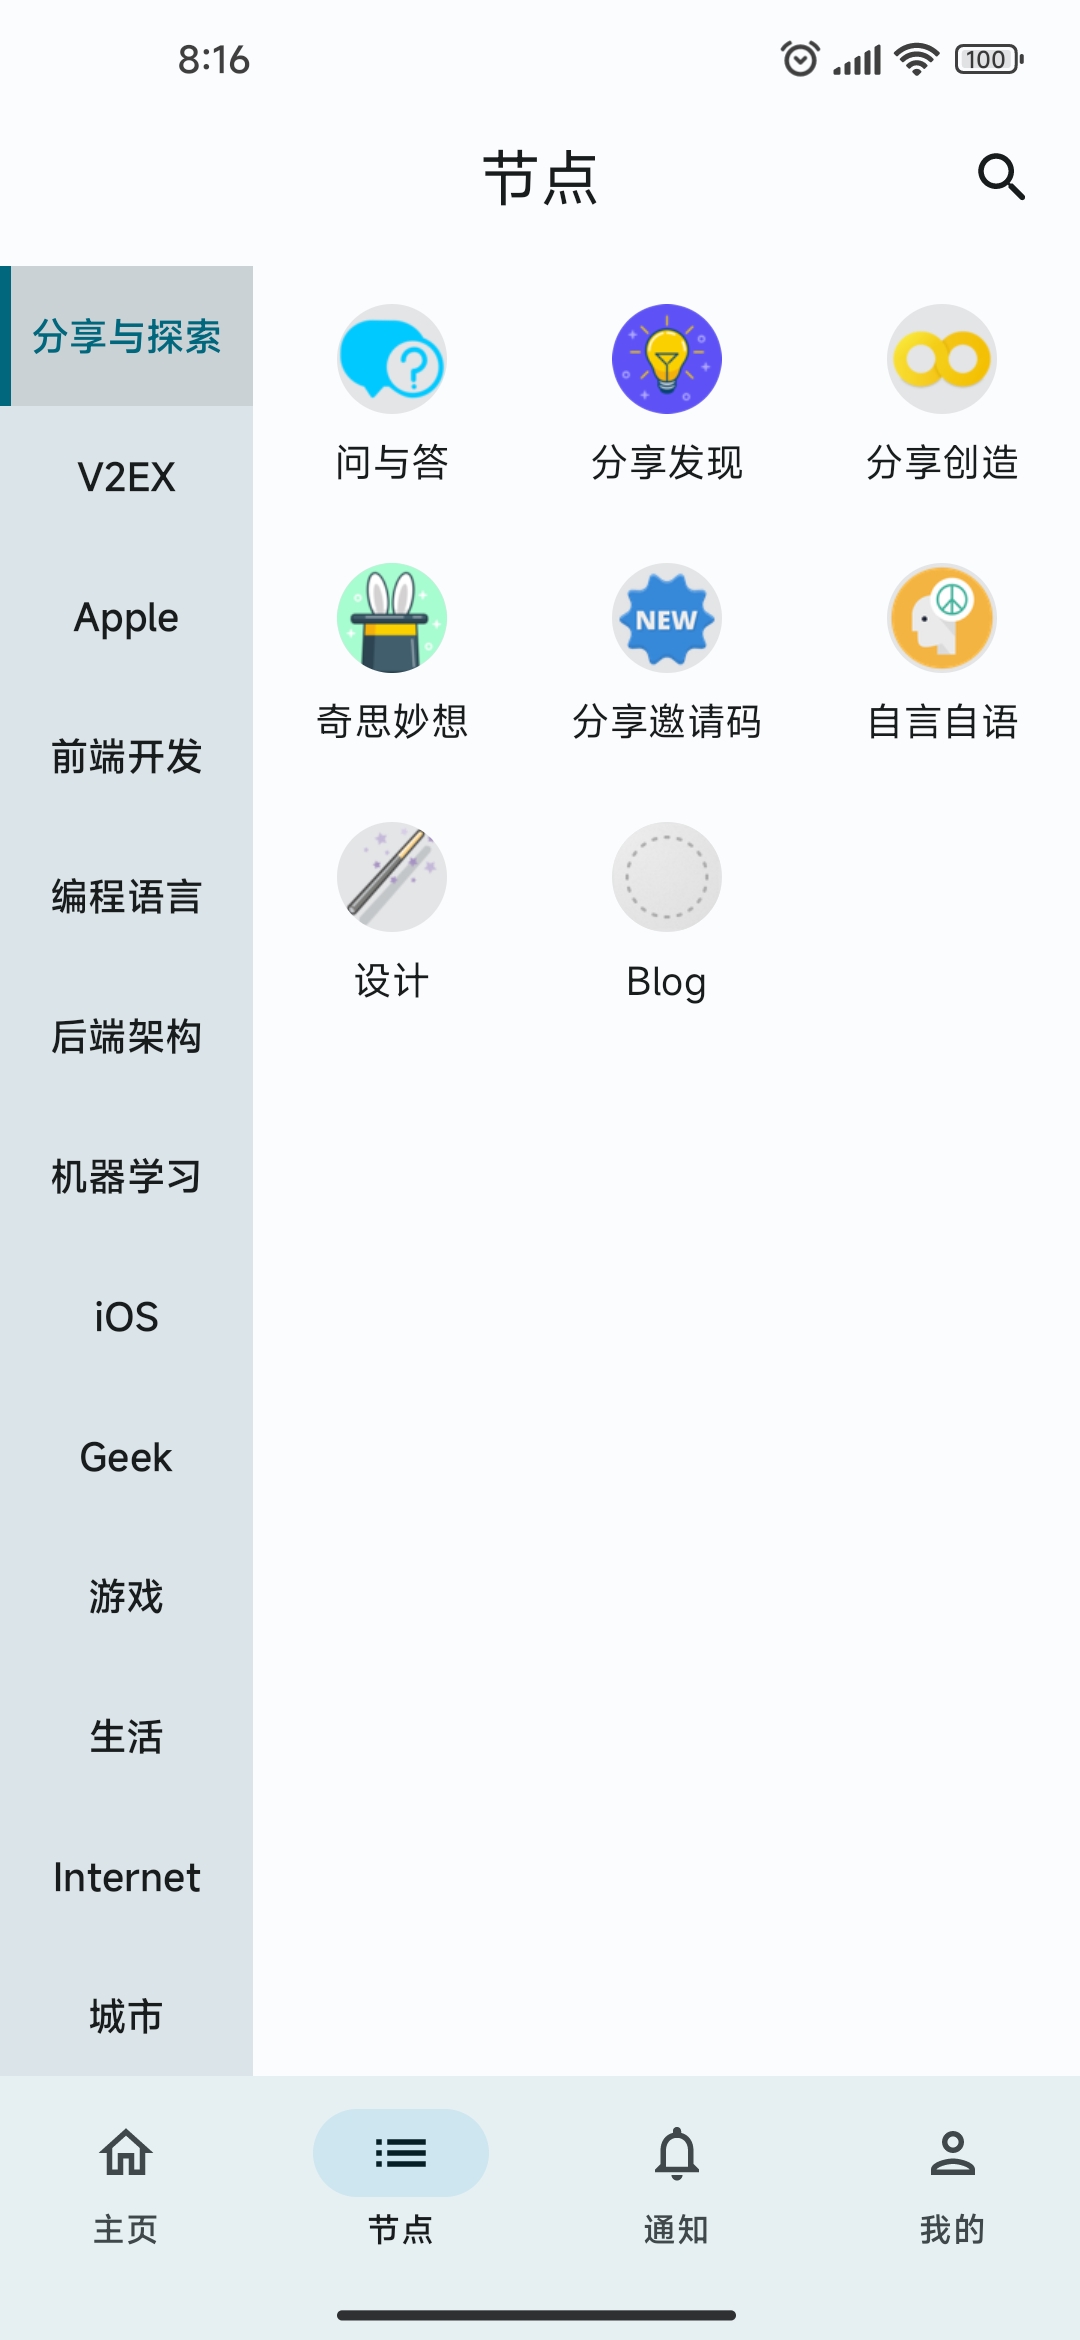 8:16
100
节点
分享与探索
V2EX
Apple
前端开发
编程语言
后端架构
机器学习
iOS
Geek
游戏
生活
Internet
城市
问与答
分享发现
分享创造
奇思妙想
NEW
分享邀请码
自言自语
设计
Blog
主页
节点
通知
我的